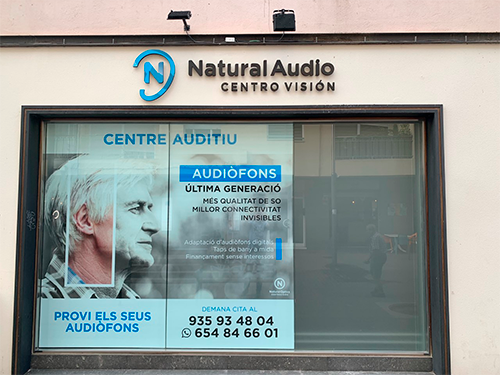 N
Natural Audio
CENTRO VISIÓN
CENTRE AUDITIU
AUDIÒFONS
ÚLTIMA GENERACIÓ
MÉS QUALITAT DE SO
MILLOR CONNECTIVITAT
INVISIBLES
Adaptació d'audiòfons digitals
Taps de bany a mida
Financament sense interessos
N
PROVI ELS SEUS
AUDIÒFONS
DEMANA CITA AL
935 93 48 04
654 84 66 01